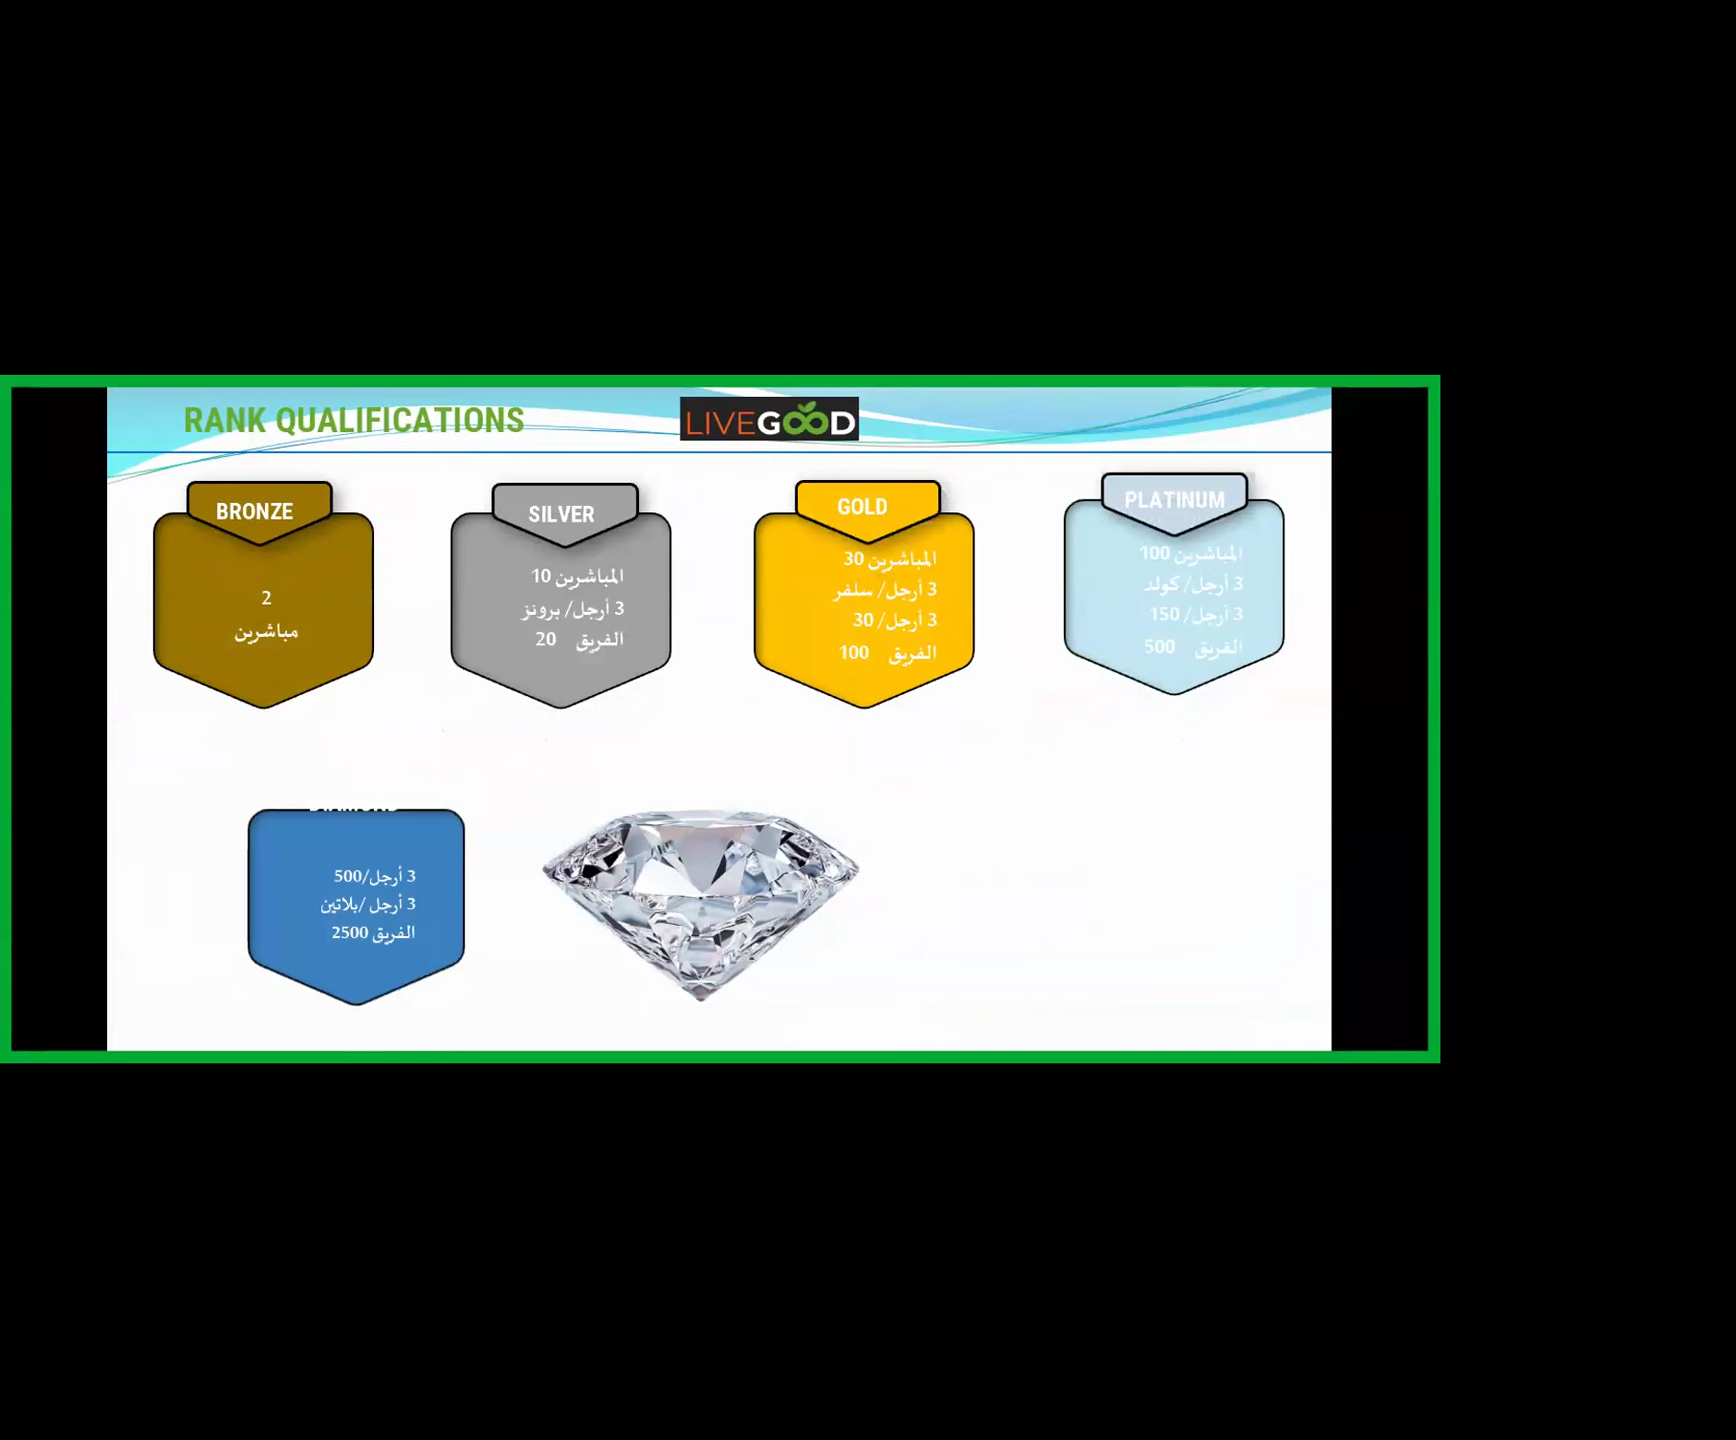 RANK QUALIFICATIONS
LIVEGOOD
BRONZE
2
مباشرين
SILVER
المباشرين 10
3 أرجل/ برونز
الفريق 20
GOLD
المباشرين 30
3 أرجل/ سلفر
3 أرجل/ 30
الفريق 100
PLATINUM
المباشرين 100
3 أرجل/ كولد
3 أرجل/ 150
الفريق 500
DIAMOND
3 أرجل/500
3 أرجل /بلاتين
الفريق 2500